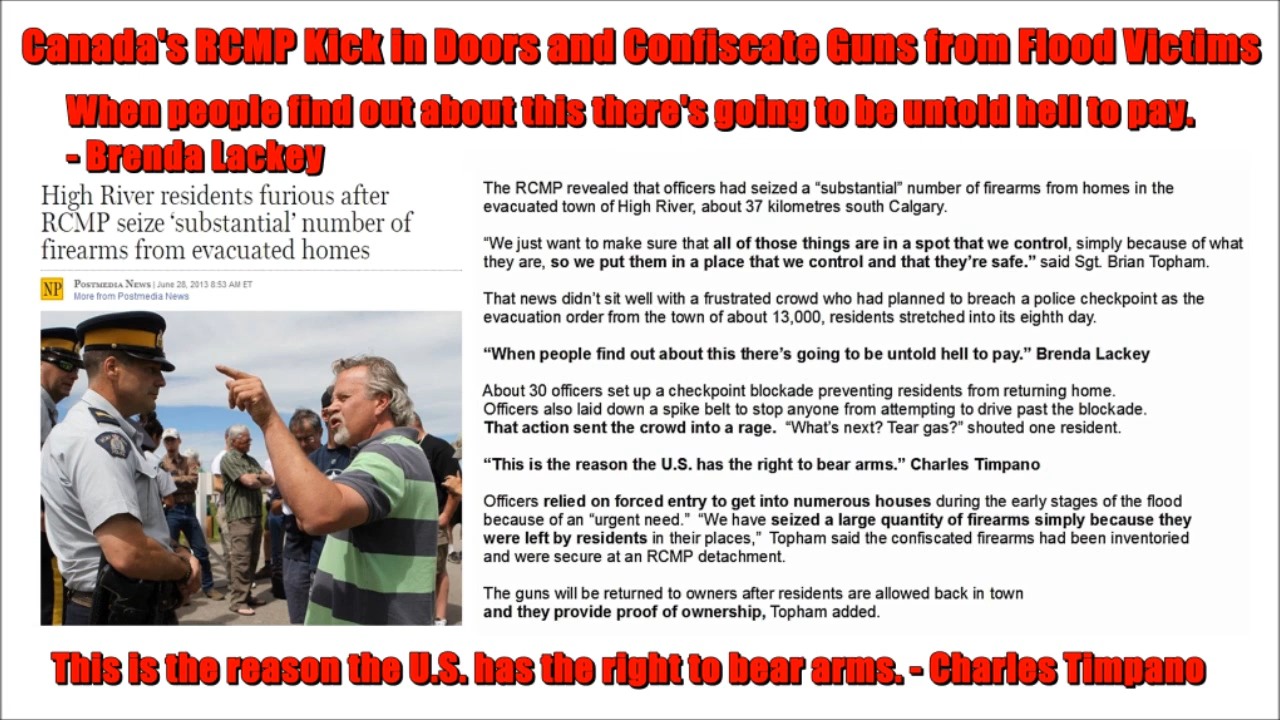 Canada's RCMP Kick in Doors and Confiscate Guns from Flood Victims
When people find out about this there's going to be untold hell to pay.
- Brenda Lackey
High River residents furious after
RCMP seize ‘substantial’ number of
firearms from evacuated homes
NP
Postmedia News | June 28, 2013 8:53 AM ET
More from Postmedia News
The RCMP revealed that officers had seized a “substantial” number of firearms from homes in the
evacuated town of High River, about 37 kilometres south Calgary.
“We just want to make sure that all of those things are in a spot that we control, simply because of what
they are, so we put them in a place that we control and that they’re safe.” said Sgt. Brian Topham.
That news didn’t sit well with a frustrated crowd who had planned to breach a police checkpoint as the
evacuation order from the town of about 13,000, residents stretched into its eighth day.
“When people find out about this there’s going to be untold hell to pay.” Brenda Lackey
About 30 officers set up a checkpoint blockade preventing residents from returning home.
Officers also laid down a spike belt to stop anyone from attempting to drive past the blockade.
That action sent the crowd into a rage. “What’s next? Tear gas?” shouted one resident.
“This is the reason the U.S. has the right to bear arms.” Charles Timpano
Officers relied on forced entry to get into numerous houses during the early stages of the flood
because of an “urgent need.” “We have seized a large quantity of firearms simply because they
were left by residents in their places,” Topham said the confiscated firearms had been inventoried
and were secure at an RCMP detachment.
The guns will be returned to owners after residents are allowed back in town
and they provide proof of ownership, Topham added.
This is the reason the U.S. has the right to bear arms. - Charles Timpano